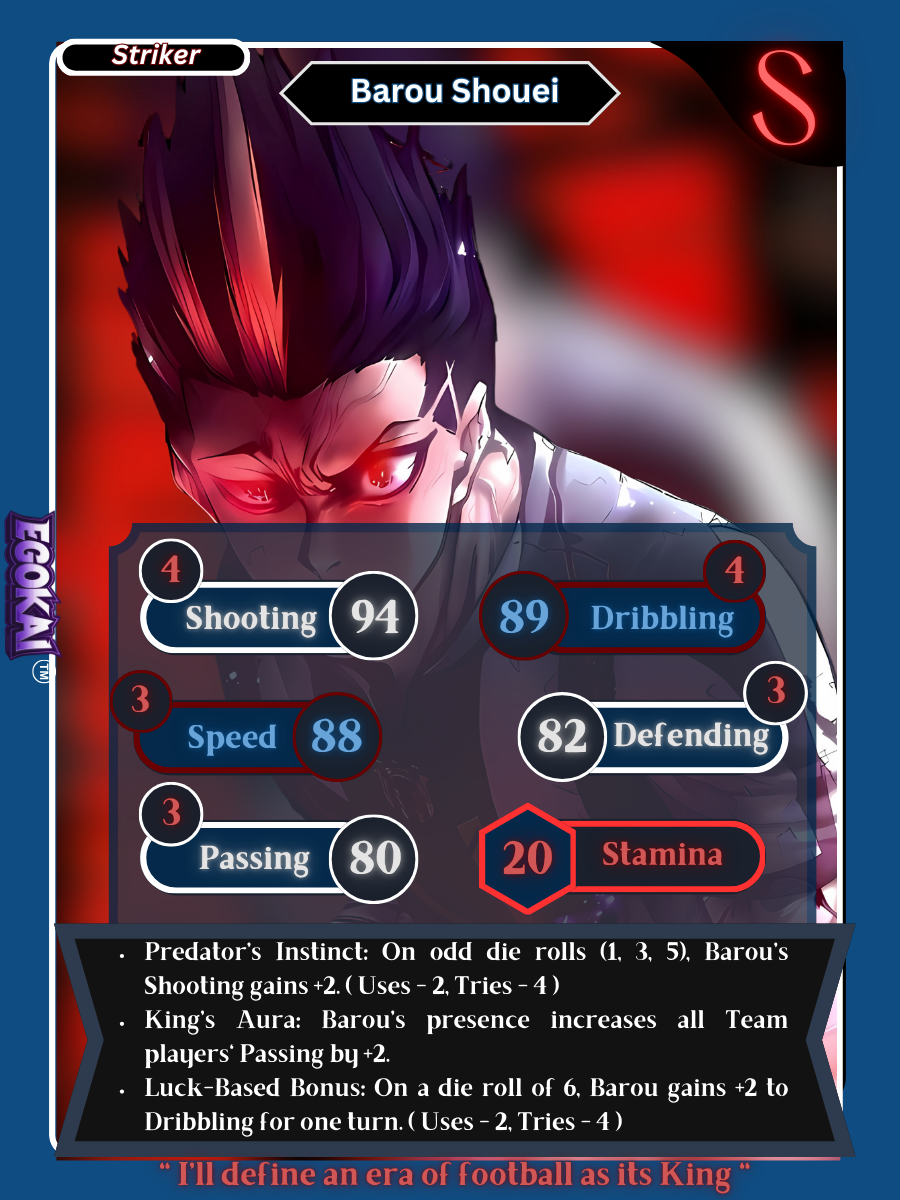 Striker
Barou Shouei
S
EGOKAI
TM
4
Shooting 94
4
89 Dribbling
3
Speed 88
3
82 Defending
3
Passing 80
20 Stamina
• Predator's Instinct: On odd die rolls (1, 3, 5), Barou's
Shooting gains +2. ( Uses - 2, Tries - 4 )
• King's Aura: Barou's presence increases all Team
players' Passing by +2.
• Luck-Based Bonus: On a die roll of 6, Barou gains +2 to
Dribbling for one turn. ( Uses - 2, Tries - 4 )
“ I'll define an era of football as its King “